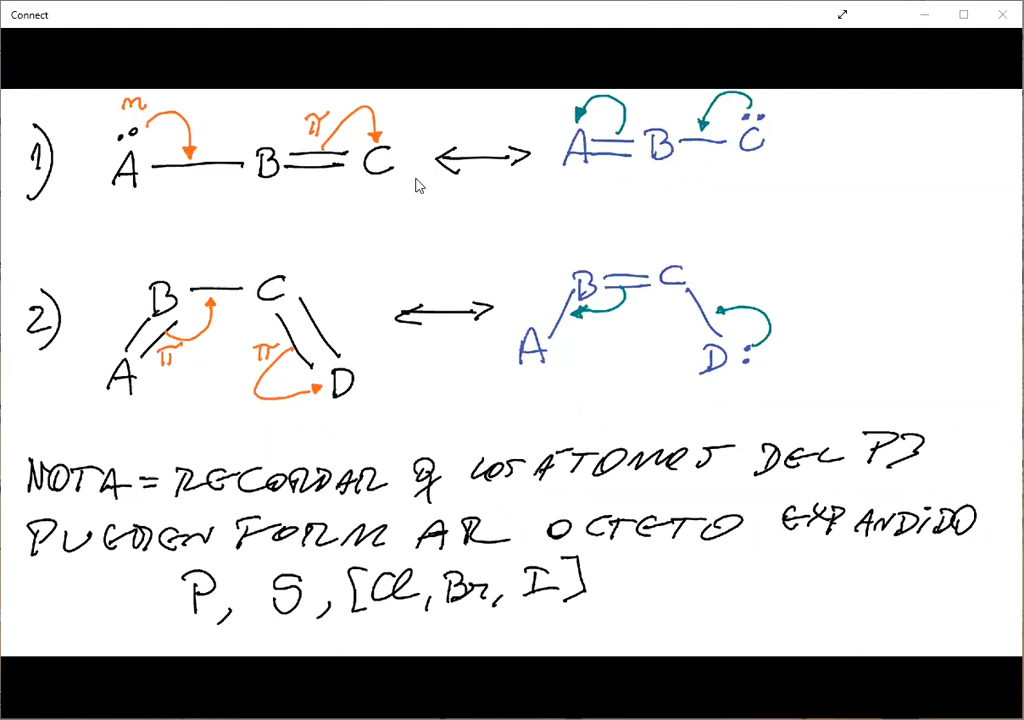 Connect
n π
1) A — B = C ⟷ A = B — C
B — C B = C
2) ⟷
π π
A D A D
NOTA = RECORDAR q LOS ATOMOS DEL P3
PUEDEN FORMAR OCTETO EXPANDIDO
P, S, [Cl, Br, I]